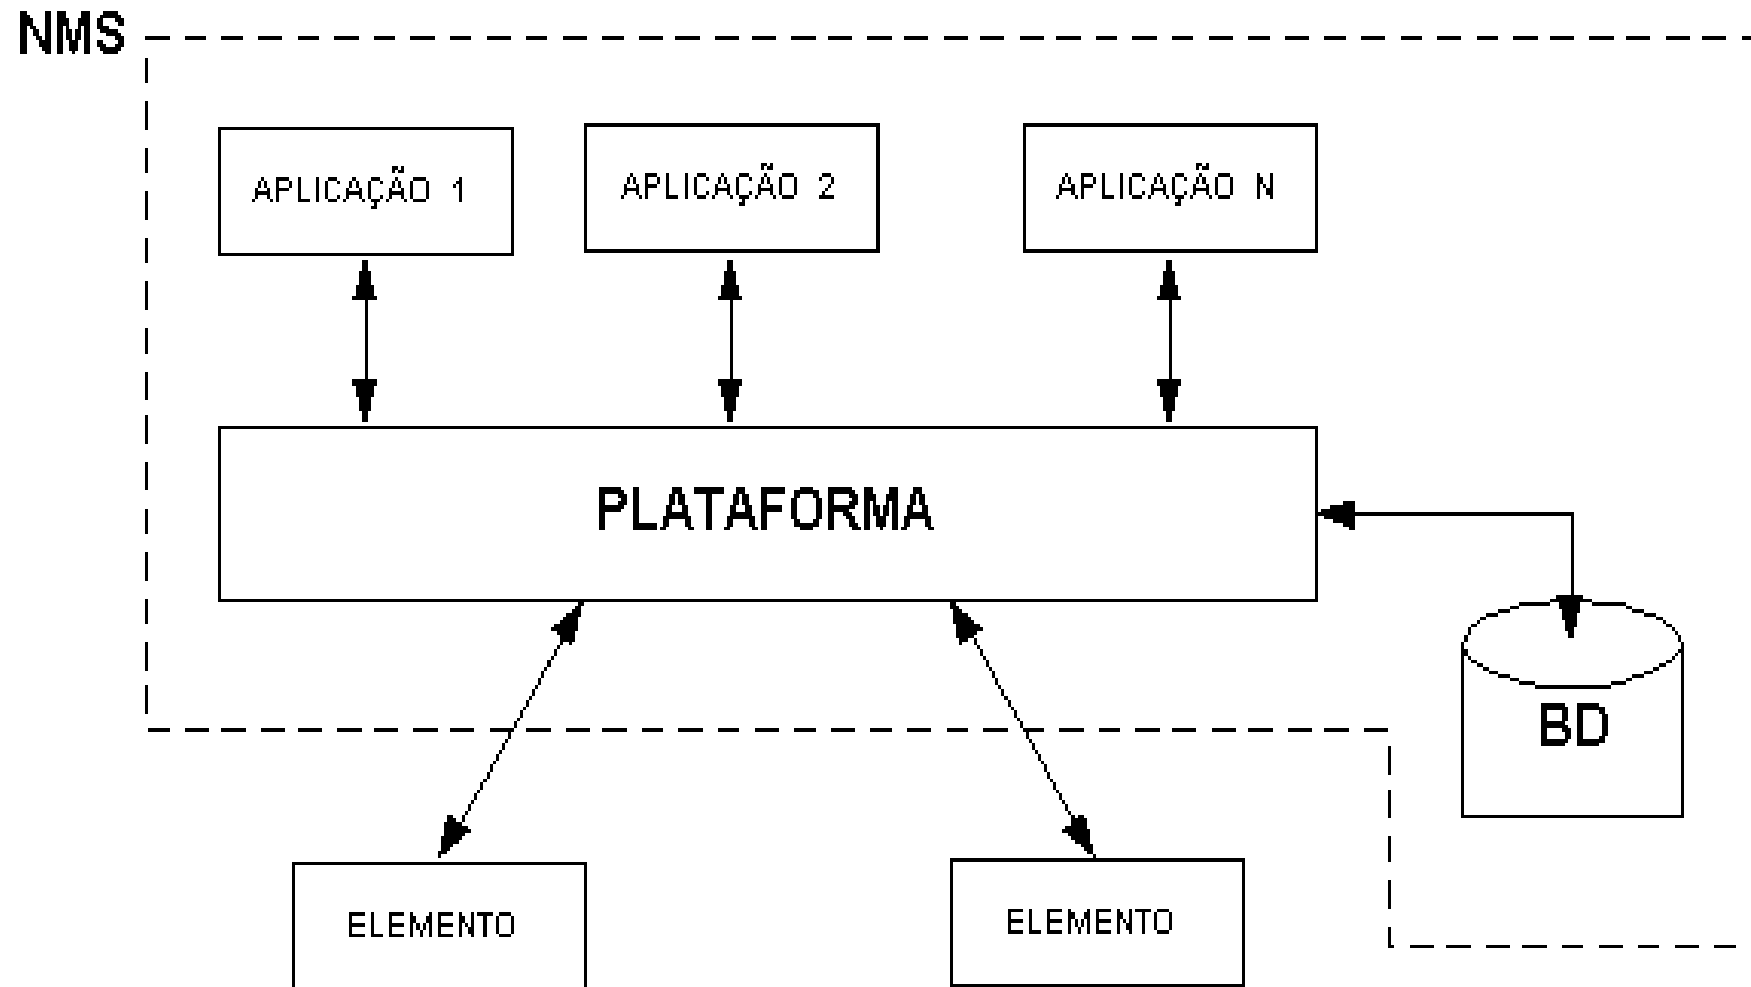 NMS
APLICAÇÃO 1
APLICAÇÃO 2
APLICAÇÃO N
PLATAFORMA
BD
ELEMENTO
ELEMENTO